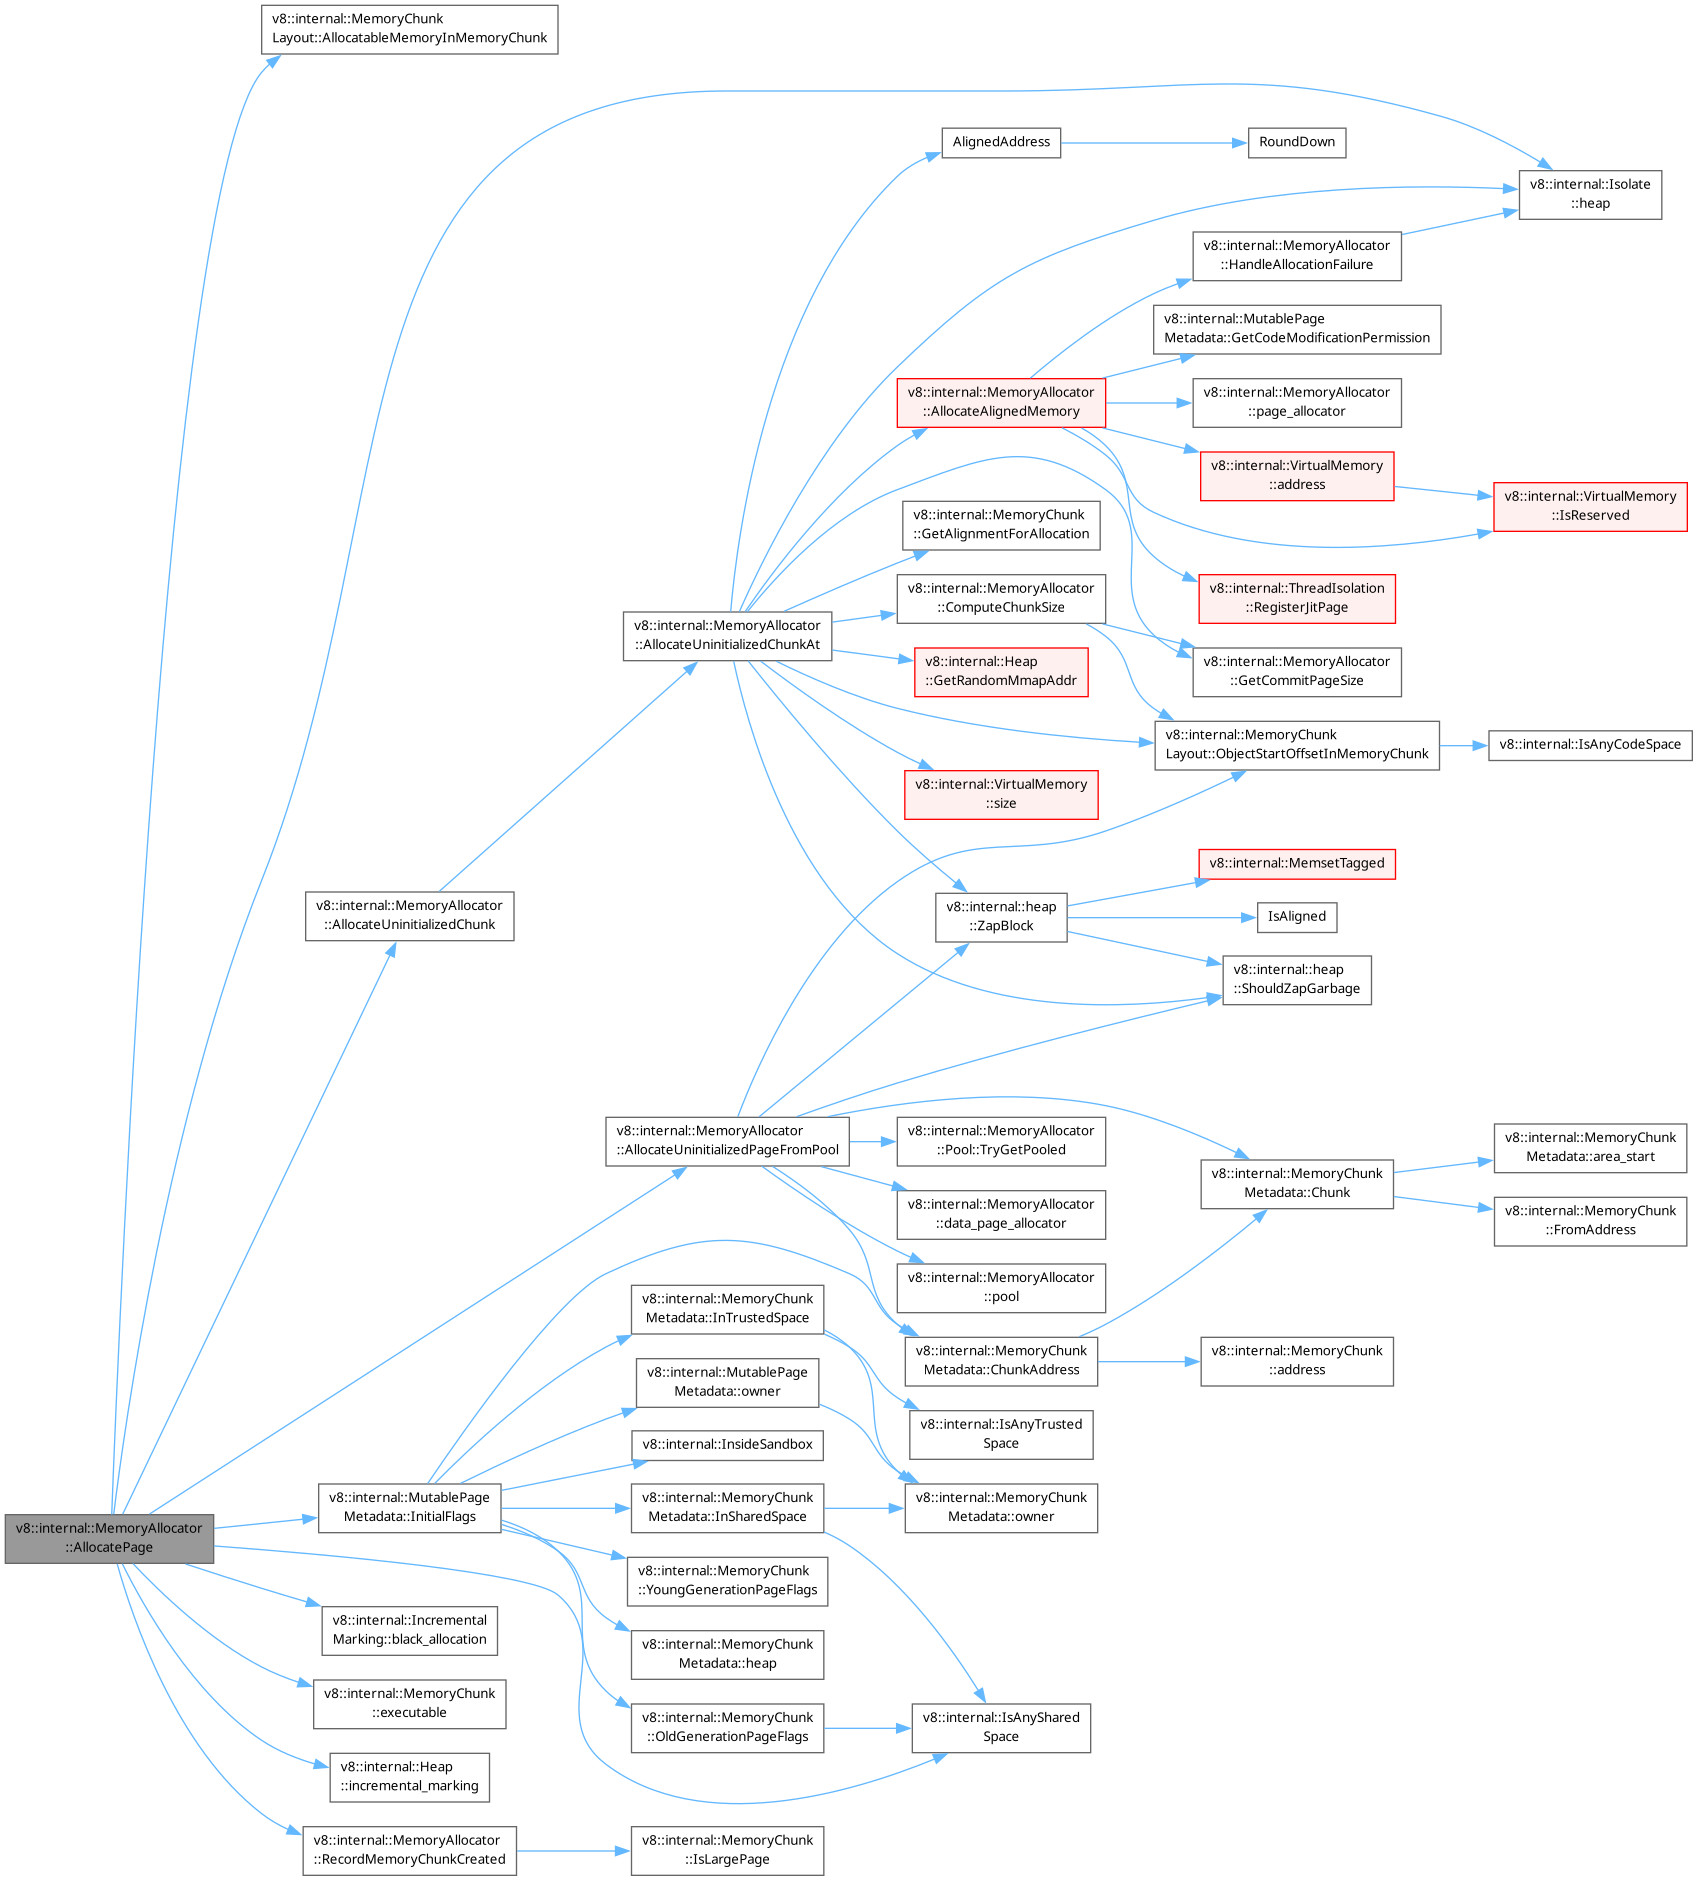 v8::internal::MemoryChunk
Layout::AllocatableMemoryInMemoryChunk
AlignedAddress
RoundDown
v8::internal::Isolate
::heap
v8::internal::MemoryAllocator
::HandleAllocationFailure
v8::internal::MutablePage
Metadata::GetCodeModificationPermission
v8::internal::MemoryAllocator
::AllocateAlignedMemory
v8::internal::MemoryAllocator
::page_allocator
v8::internal::VirtualMemory
::address
v8::internal::VirtualMemory
::IsReserved
v8::internal::MemoryChunk
::GetAlignmentForAllocation
v8::internal::MemoryAllocator
::ComputeChunkSize
v8::internal::ThreadIsolation
::RegisterJitPage
v8::internal::MemoryAllocator
::AllocateUninitializedChunkAt
v8::internal::Heap
::GetRandomMmapAddr
v8::internal::MemoryAllocator
::GetCommitPageSize
v8::internal::MemoryChunk
Layout::ObjectStartOffsetInMemoryChunk
v8::internal::IsAnyCodeSpace
v8::internal::VirtualMemory
::size
v8::internal::MemsetTagged
v8::internal::MemoryAllocator
::AllocateUninitializedChunk
v8::internal::heap
::ZapBlock
IsAligned
v8::internal::heap
::ShouldZapGarbage
v8::internal::MemoryAllocator
::AllocateUninitializedPageFromPool
v8::internal::MemoryAllocator
::Pool::TryGetPooled
v8::internal::MemoryChunk
Metadata::Chunk
v8::internal::MemoryChunk
Metadata::area_start
v8::internal::MemoryAllocator
::data_page_allocator
v8::internal::MemoryChunk
::FromAddress
v8::internal::MemoryAllocator
::pool
v8::internal::MemoryChunk
Metadata::InTrustedSpace
v8::internal::MemoryChunk
Metadata::ChunkAddress
v8::internal::MemoryChunk
::address
v8::internal::MutablePage
Metadata::owner
v8::internal::IsAnyTrusted
Space
v8::internal::InsideSandbox
v8::internal::MutablePage
Metadata::InitialFlags
v8::internal::MemoryChunk
Metadata::InSharedSpace
v8::internal::MemoryChunk
Metadata::owner
v8::internal::MemoryAllocator
::AllocatePage
v8::internal::MemoryChunk
::YoungGenerationPageFlags
v8::internal::Incremental
Marking::black_allocation
v8::internal::MemoryChunk
Metadata::heap
v8::internal::MemoryChunk
::executable
v8::internal::MemoryChunk
::OldGenerationPageFlags
v8::internal::IsAnyShared
Space
v8::internal::Heap
::incremental_marking
v8::internal::MemoryAllocator
::RecordMemoryChunkCreated
v8::internal::MemoryChunk
::IsLargePage